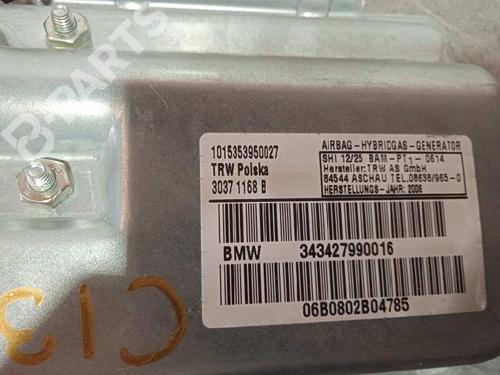 B-PARTS
1015353950027
TRW Polska
3037 1168 B
AIRBAG-HYBRIDGAS-GENERATOR
SHI 12/25 BAM-PT1-0614
Hersteller: TRW AS GmbH
84544 ASCHAU TEL.08638/965-0
HERSTELLUNGS-JAHR: 2006
BMW 343427990016
06B0802B04785
C13